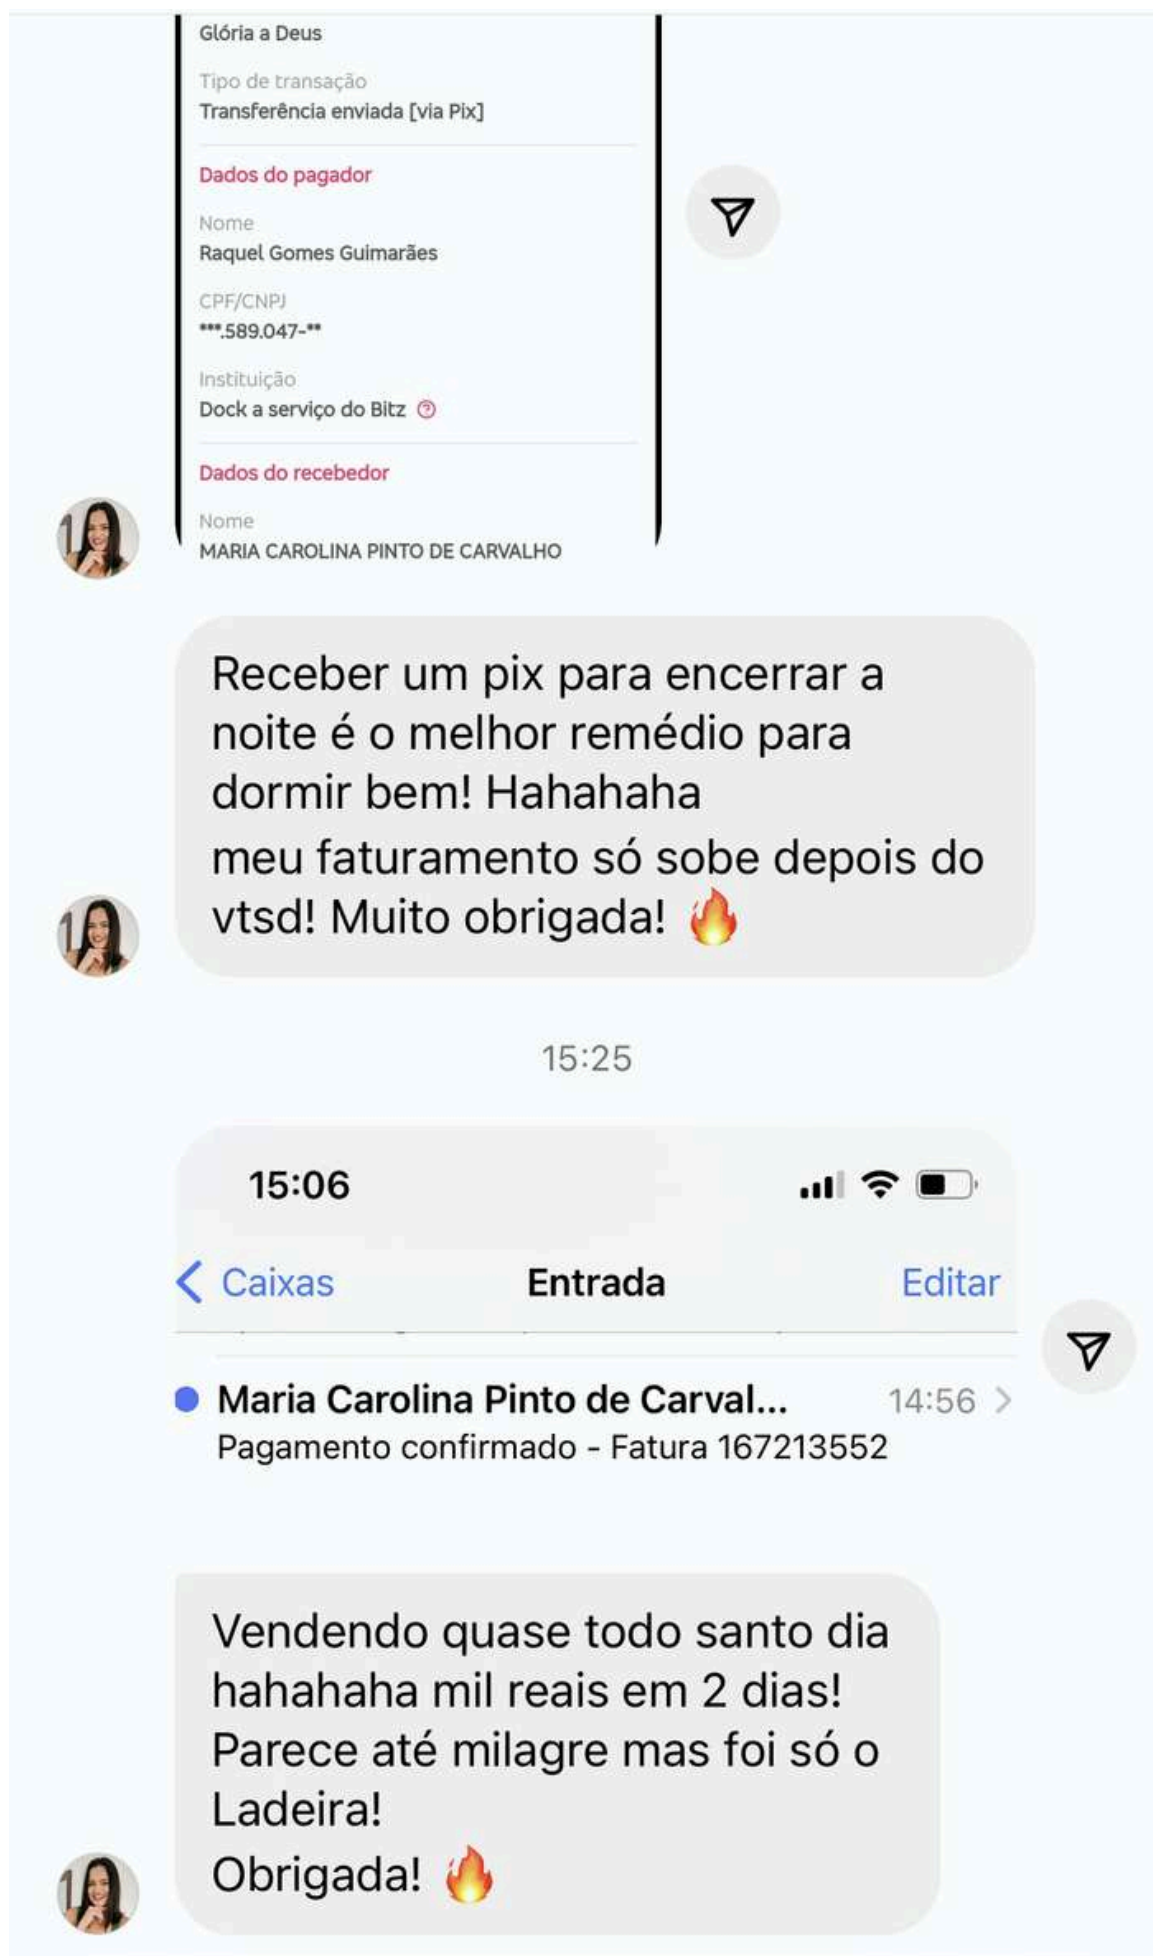 Glória a Deus
Tipo de transação
Transferência enviada [via Pix]
Dados do pagador
Nome
Raquel Gomes Guimarães
CPF/CNPJ
***.589.047-**
Instituição
Dock a serviço do Bitz
Dados do recebedor
Nome
MARIA CAROLINA PINTO DE CARVALHO
Receber um pix para encerrar a
noite é o melhor remédio para
dormir bem! Hahahaha
meu faturamento só sobe depois do
vtsd! Muito obrigada! 🔥
15:25
15:06
Caixas Entrada Editar
Maria Carolina Pinto de Carval... 14:56
Pagamento confirmado - Fatura 167213552
Vendendo quase todo santo dia
hahahaha mil reais em 2 dias!
Parece até milagre mas foi só o
Ladeira!
Obrigada! 🔥